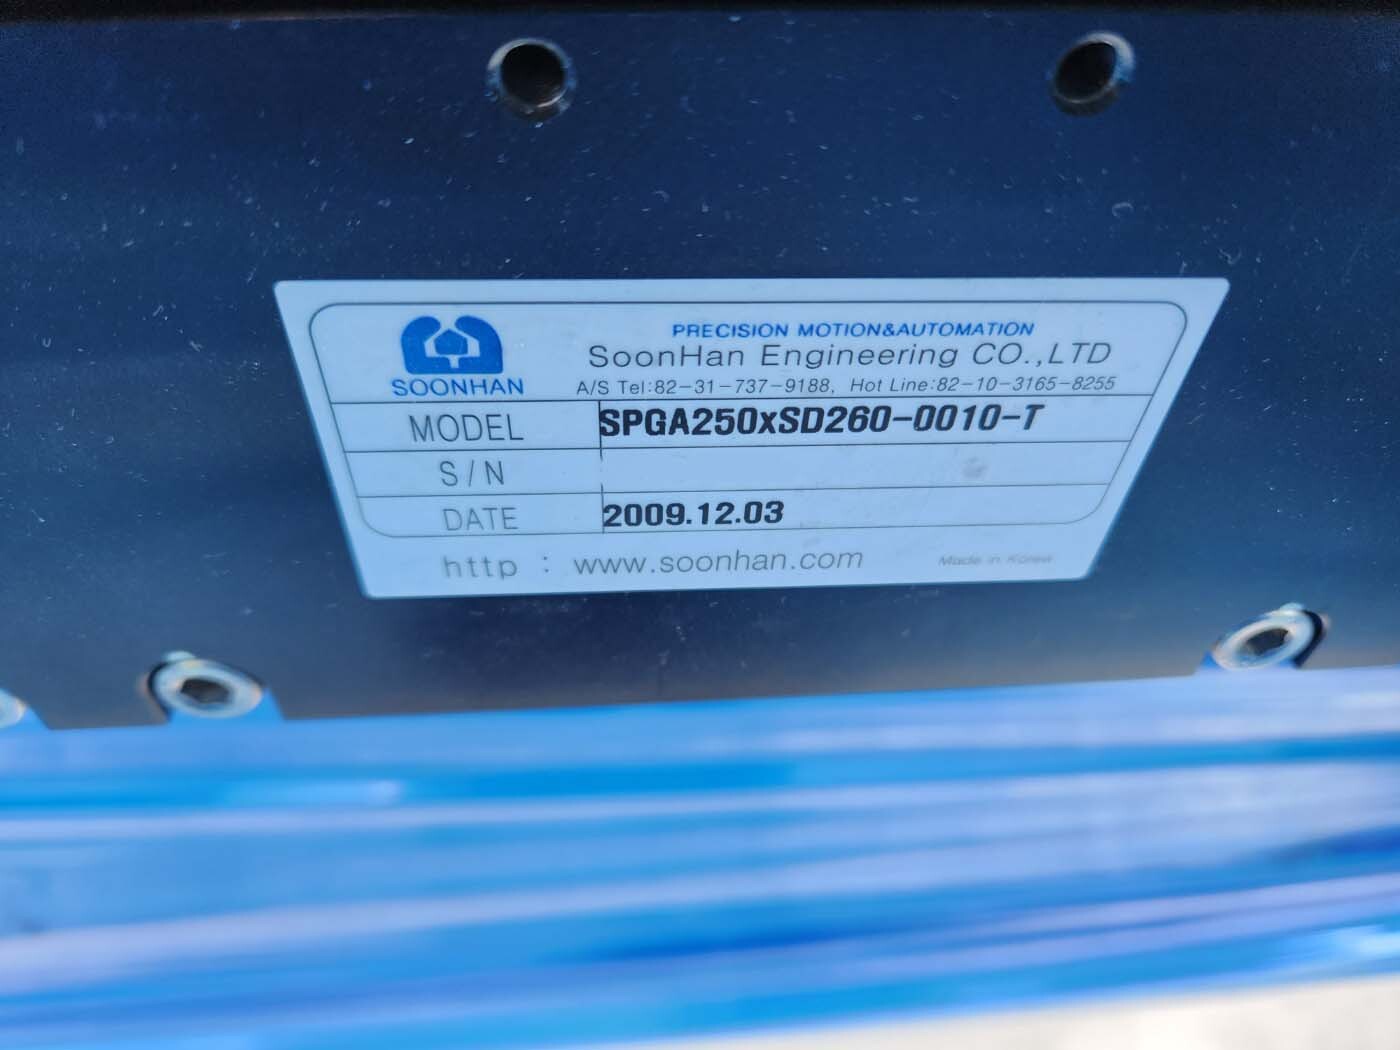 SOONHAN
PRECISION MOTION&AUTOMATION
SoonHan Engineering CO.,LTD
A/S Tel:82-31-737-9188, Hot Line:82-10-3165-8255
MODEL SPGA250xSD260-0010-T
S/N
DATE 2009.12.03
http : www.soonhan.com Made in Korea